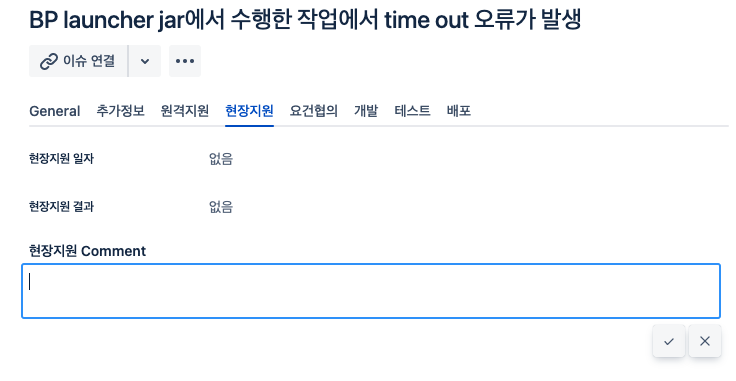 BP launcher jar에서 수행한 작업에서 time out 오류가 발생
이슈 연결
General 추가정보 원격지원 현장지원 요건협의 개발 테스트 배포
현장지원 일자 없음
현장지원 결과 없음
현장지원 Comment